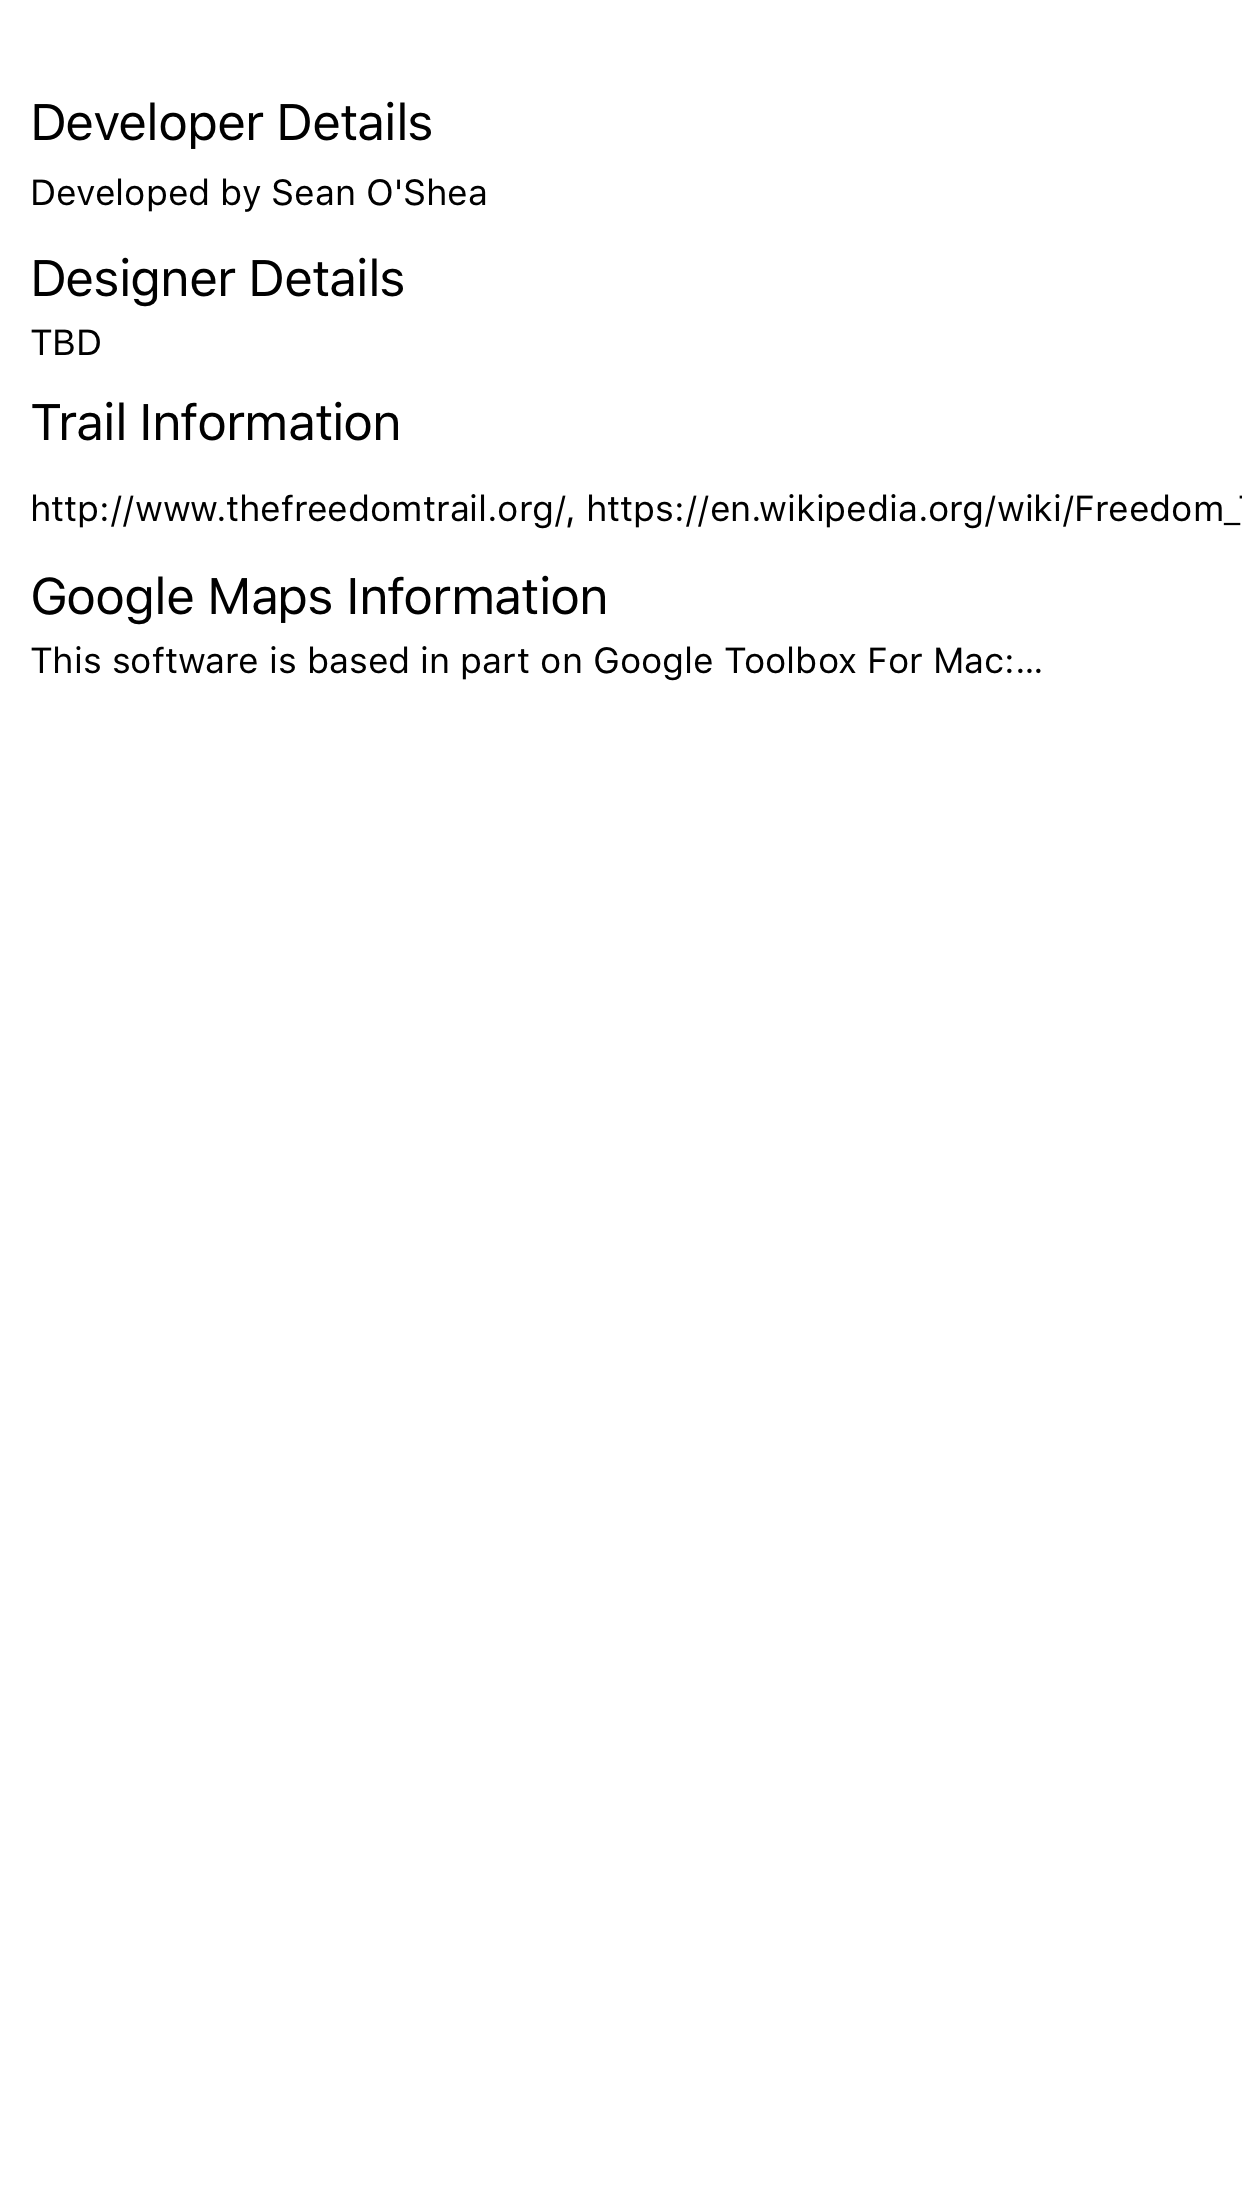 Developer Details
Developed by Sean O'Shea
Designer Details
TBD
Trail Information
http://www.thefreedomtrail.org/, https://en.wikipedia.org/wiki/Freedom_
Google Maps Information
This software is based in part on Google Toolbox For Mac:...